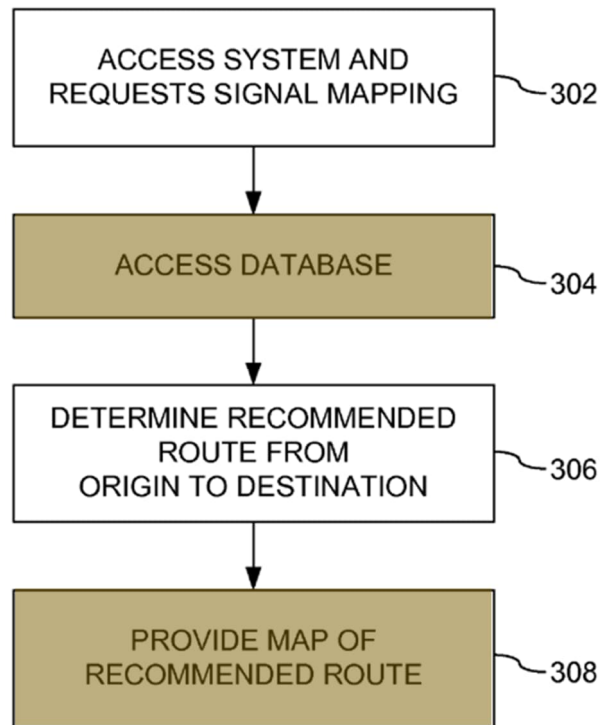 ACCESS SYSTEM AND
REQUESTS SIGNAL MAPPING
302
ACCESS DATABASE
304
DETERMINE RECOMMENDED
ROUTE FROM
ORIGIN TO DESTINATION
306
PROVIDE MAP OF
RECOMMENDED ROUTE
308